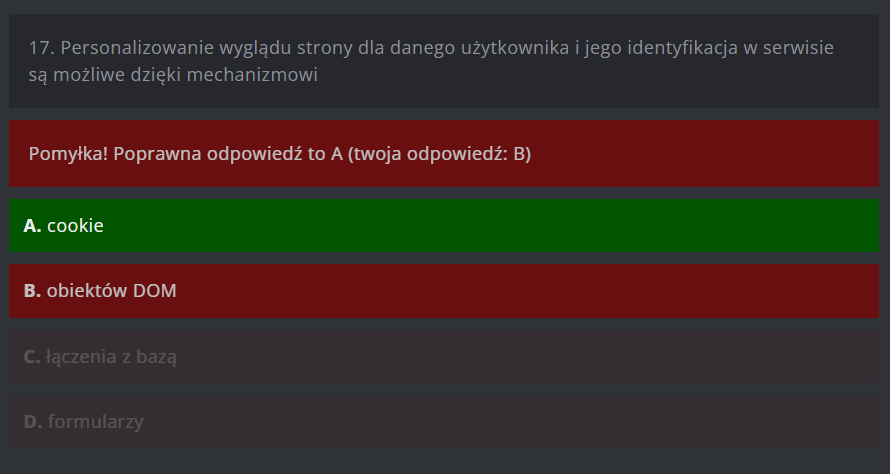 17. Personalizowanie wyglądu strony dla danego użytkownika i jego identyfikacja w serwisie
są możliwe dzięki mechanizmowi
Pomyłka! Poprawna odpowiedź to A (twoja odpowiedź: B)
A. cookie
B. obiektów DOM
C. łączenia z bazą
D. formularzy